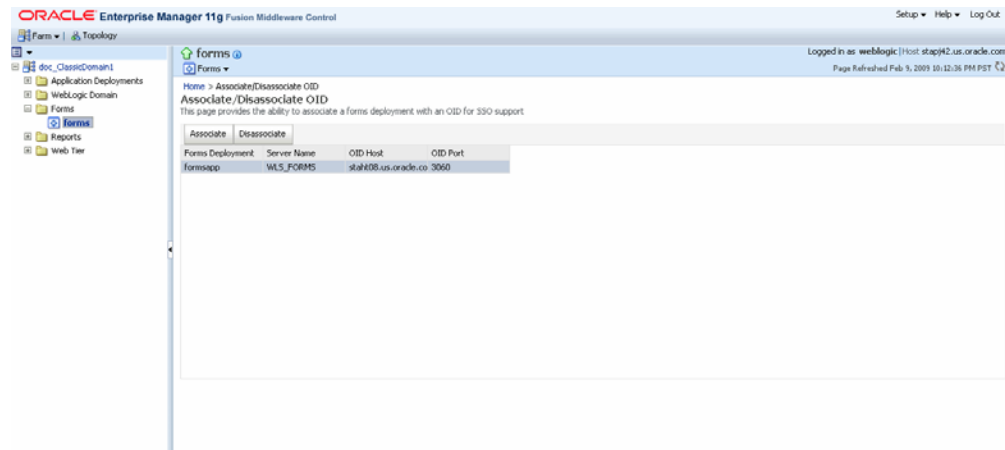 ORACLE Enterprise Manager 11g Fusion Middleware Control
Setup Help Log Out
Farm | Topology
doc_ClassicDomain1
Application Deployments
WebLogic Domain
Forms
forms
Reports
Web Tier
forms
Forms
Logged in as weblogic|Host stapj42.us.oracle.com
Page Refreshed Feb 9, 2009 10:12:36 PM PST
Home > Associate/Disassociate OID
Associate/Disassociate OID
This page provides the ability to associate a forms deployment with an OID for SSO support
Associate Disassociate
Forms Deployment Server Name OID Host OID Port
formsapp WLS_FORMS staht08.us.oracle.co 3060